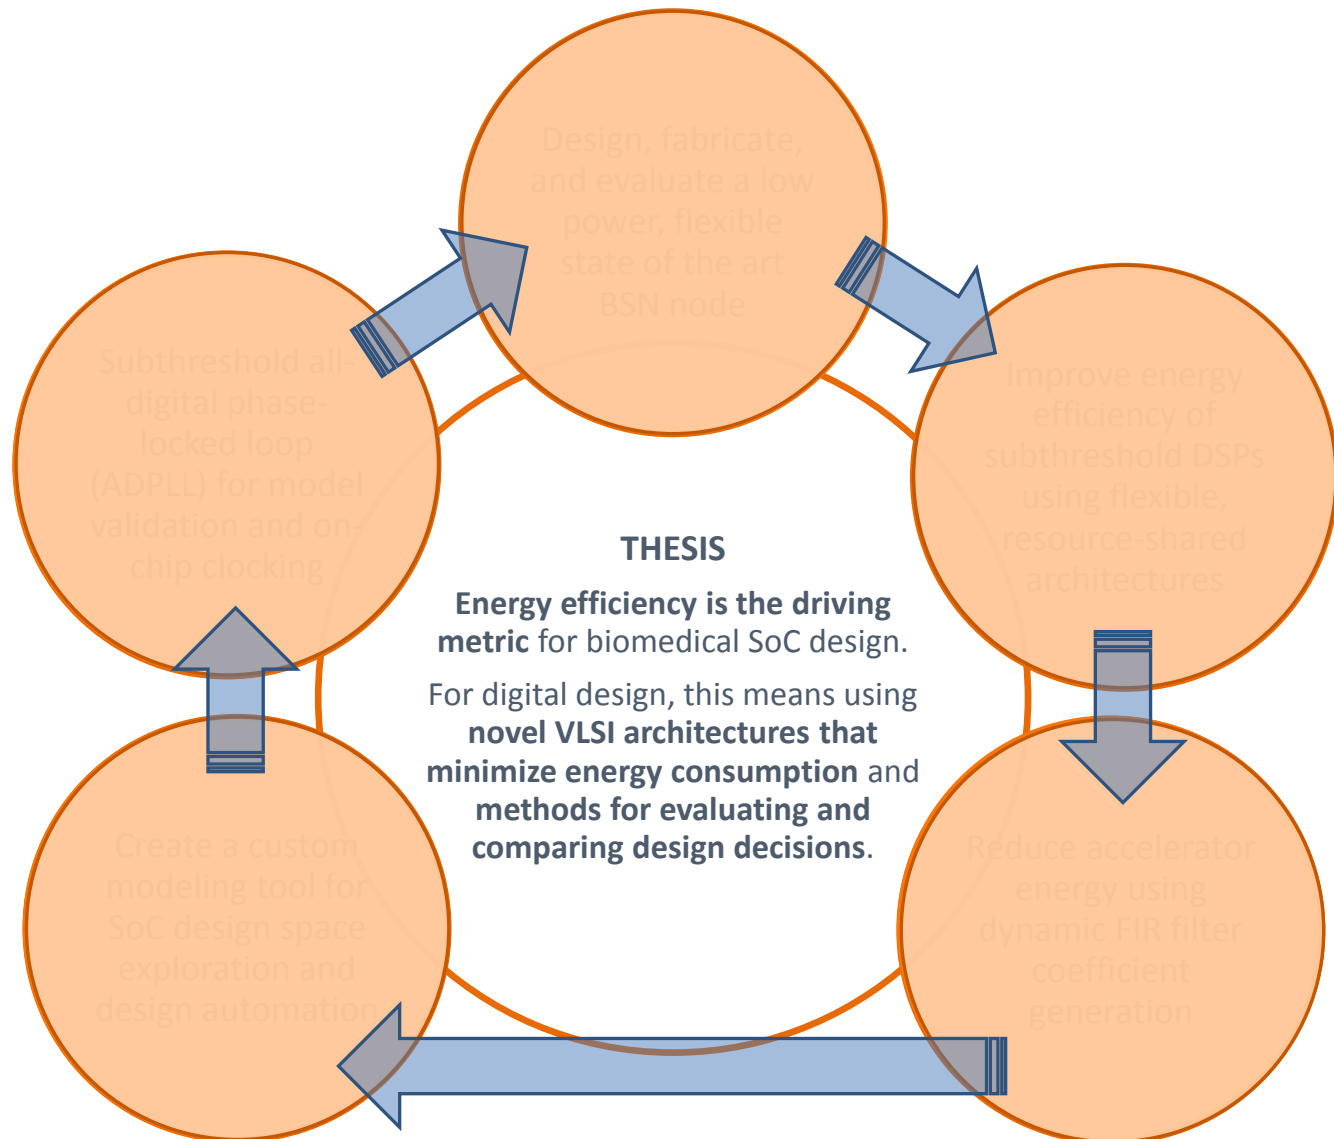 Design, fabricate,
and evaluate a low
power, flexible
state of the art
BSN node
Subthreshold all-
digital phase-
locked loop
(ADPLL) for model
validation and on-
chip clocking
Improve energy
efficiency of
subthreshold DSPs
using flexible,
resource-shared
architectures
THESIS
Energy efficiency is the driving
metric for biomedical SoC design.
For digital design, this means using
novel VLSI architectures that
minimize energy consumption and
methods for evaluating and
comparing design decisions.
Create a custom
modeling tool for
SoC design space
exploration and
design automation
Reduce accelerator
energy using
dynamic FIR filter
coefficient
generation